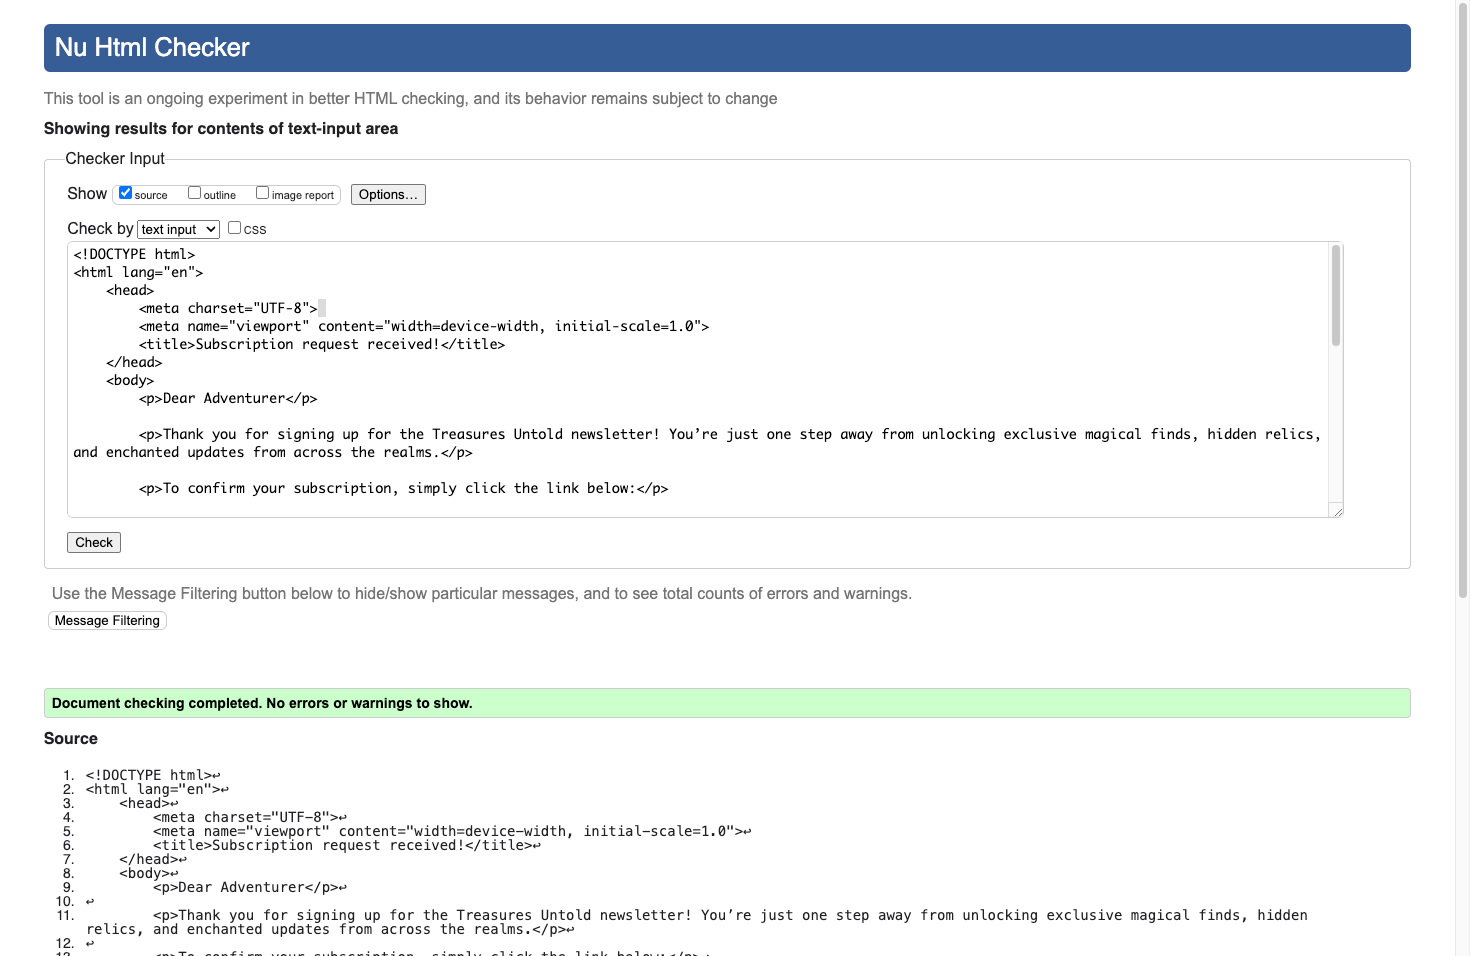 Nu Html Checker
This tool is an ongoing experiment in better HTML checking, and its behavior remains subject to change
Showing results for contents of text-input area
Checker Input
Show source outline image report Options...
Check by text input CSS
<!DOCTYPE html>
<html lang="en">
    <head>
        <meta charset="UTF-8">
        <meta name="viewport" content="width=device-width, initial-scale=1.0">
        <title>Subscription request received!</title>
    </head>
    <body>
        <p>Dear Adventurer</p>
        <p>Thank you for signing up for the Treasures Untold newsletter! You’re just one step away from unlocking exclusive magical finds, hidden relics,
and enchanted updates from across the realms.</p>
        <p>To confirm your subscription, simply click the link below:</p>
Check
Use the Message Filtering button below to hide/show particular messages, and to see total counts of errors and warnings.
Message Filtering
Document checking completed. No errors or warnings to show.
Source
1. <!DOCTYPE html>↩
2. <html lang="en">↩
3.     <head>↩
4.         <meta charset="UTF-8">↩
5.         <meta name="viewport" content="width=device-width, initial-scale=1.0">↩
6.         <title>Subscription request received!</title>↩
7.     </head>↩
8.     <body>↩
9.         <p>Dear Adventurer</p>↩
10. ↩
11.         <p>Thank you for signing up for the Treasures Untold newsletter! You’re just one step away from unlocking exclusive magical finds, hidden
relics, and enchanted updates from across the realms.</p>↩
12. ↩
13.         <p>To confirm your subscription, simply click the link below:</p>↩